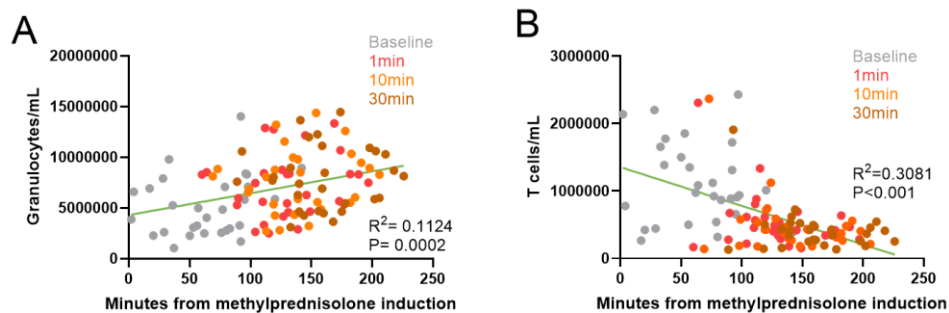 A
Baseline
1min
10min
30min
20000000
15000000
10000000
5000000
0
Granulocytes/mL
R²= 0.1124
P= 0.0002
0 50 100 150 200 250
Minutes from methylprednisolone induction
B
Baseline
1min
10min
30min
3000000
2000000
1000000
0
T cells/mL
R²=0.3081
P<0.001
0 50 100 150 200 250
Minutes from methylprednisolone induction